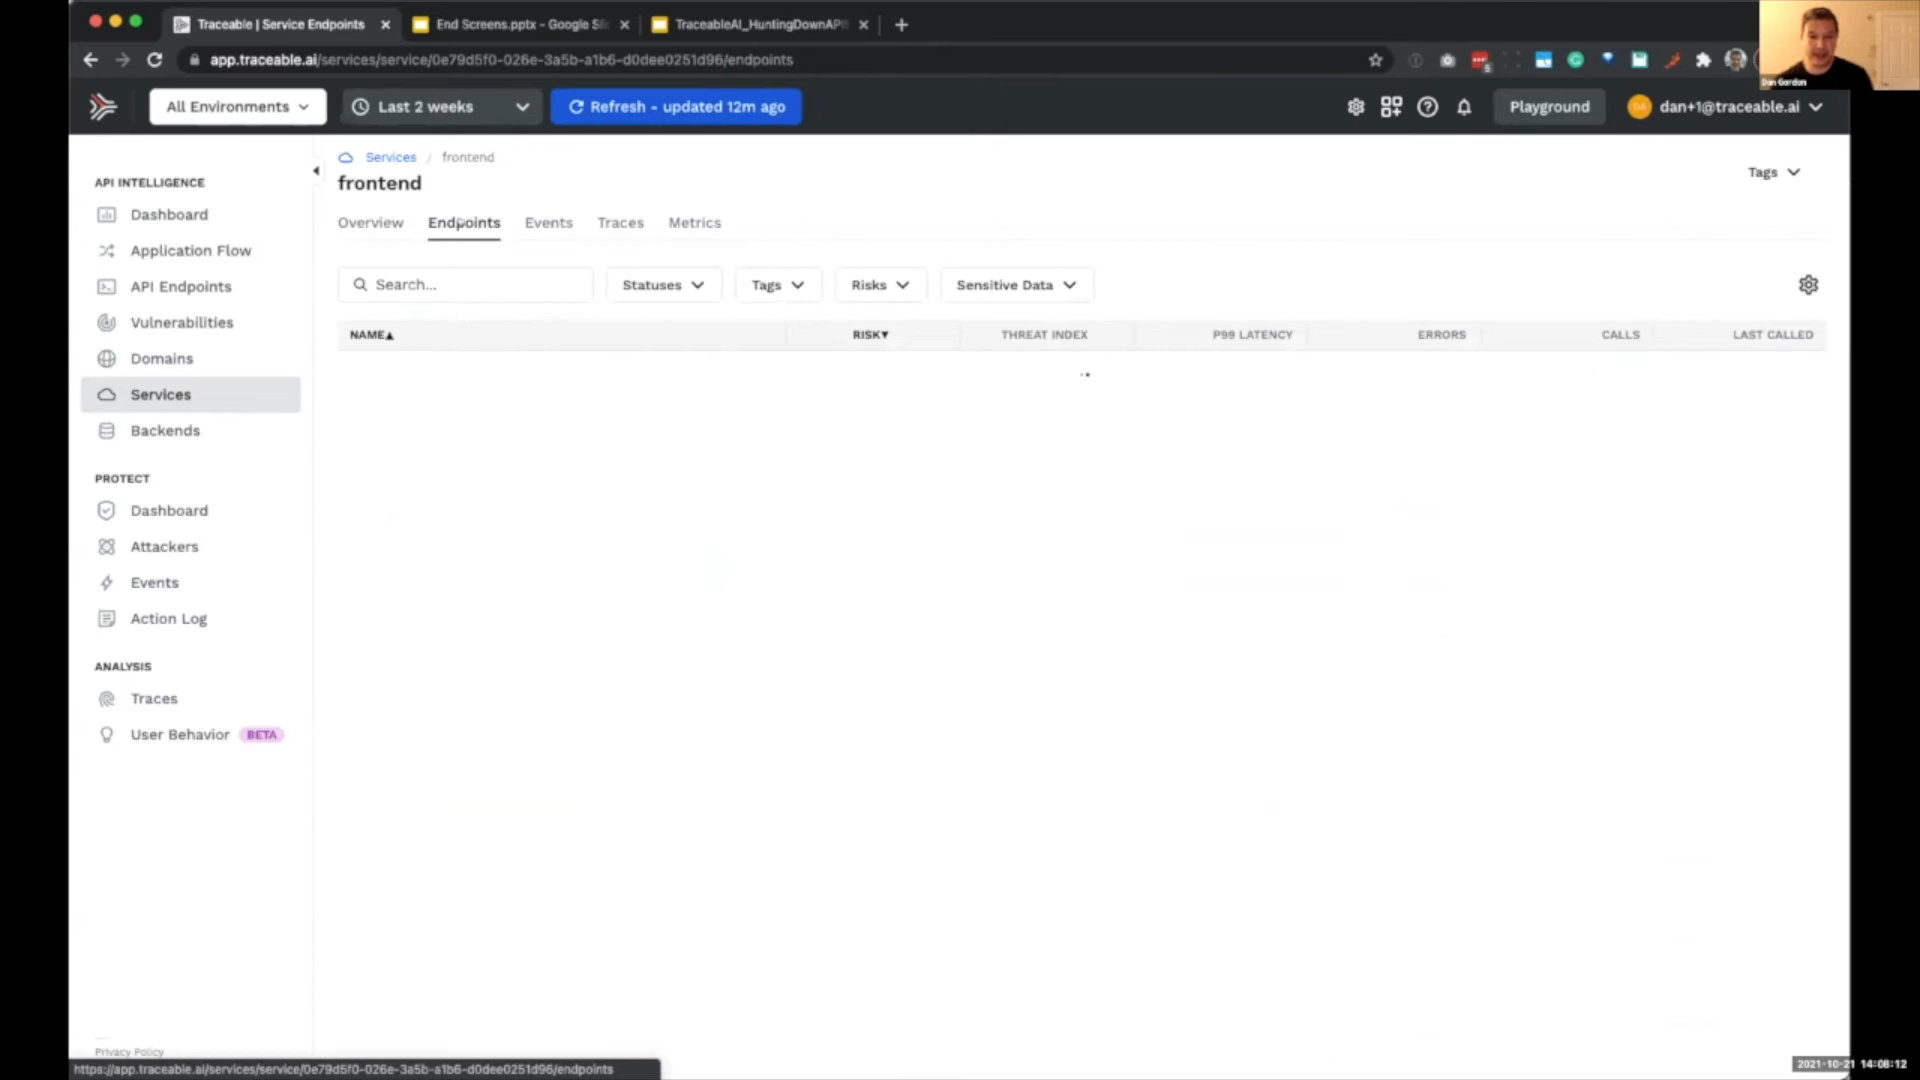 Traceable | Service Endpoints
End Screens.pptx - Google Sli
TraceableAI_HuntingDownAPI
app.traceable.ai/services/service/0e79d5f0-026e-3a5b-a1b6-d0dee0251d96/endpoints
Dan Gordon
All Environments
Last 2 weeks
Refresh - updated 12m ago
Playground
DA
dan+1@traceable.ai
API INTELLIGENCE
Dashboard
Application Flow
API Endpoints
Vulnerabilities
Domains
Services
Backends
PROTECT
Dashboard
Attackers
Events
Action Log
ANALYSIS
Traces
User Behavior BETA
Privacy Policy
Services / frontend
frontend
Tags
Overview Endpoints Events Traces Metrics
Search... Statuses Tags Risks Sensitive Data
NAME▲ RISK▼ THREAT INDEX P99 LATENCY ERRORS CALLS LAST CALLED
https://app.traceable.ai/services/service/0e79d5f0-026e-3a5b-a1b6-d0dee0251d96/endpoints
2021-10-21 14:08:12